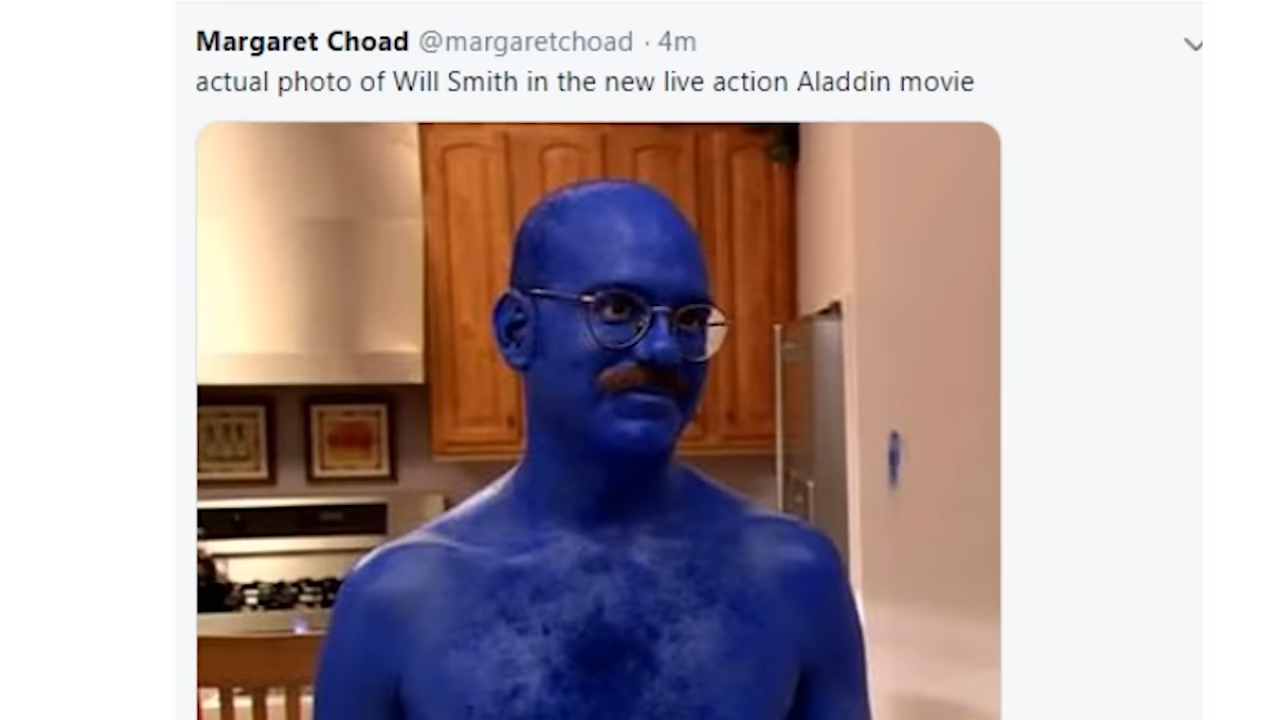 Margaret Choad @margaretchoad · 4m
actual photo of Will Smith in the new live action Aladdin movie